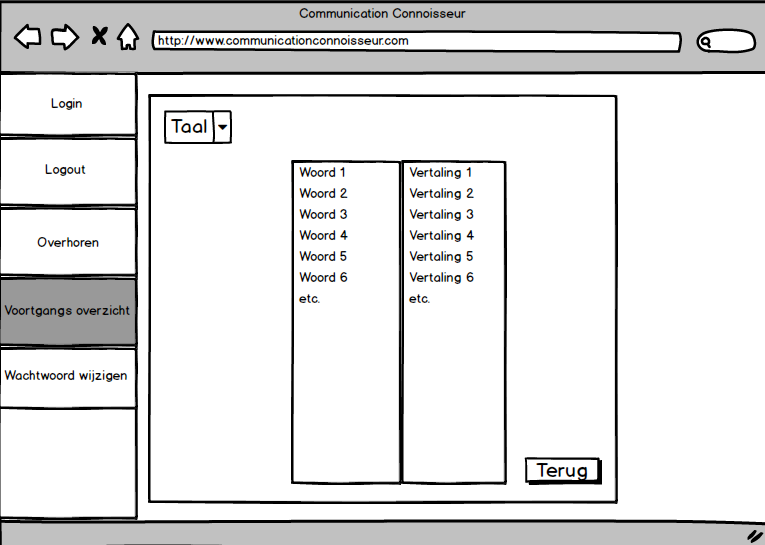 Communication Connoisseur
http://www.communicationconnoisseur.com
Login
Logout
Overhoren
Voortgangs overzicht
Wachtwoord wijzigen
Taal
Woord 1
Woord 2
Woord 3
Woord 4
Woord 5
Woord 6
etc.
Vertaling 1
Vertaling 2
Vertaling 3
Vertaling 4
Vertaling 5
Vertaling 6
etc.
Terug